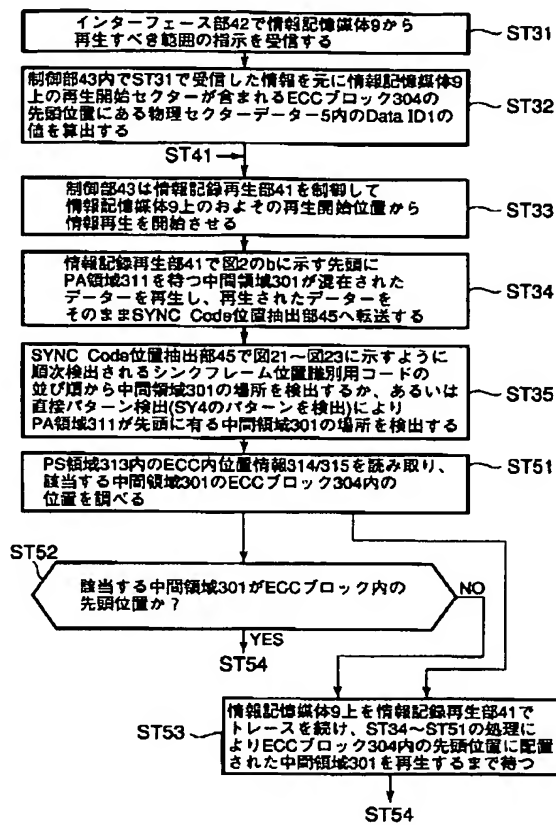 インターフェース部42で情報記憶媒体9から
再生すべき範囲の指示を受信する
ST31
制御部43内でST31で受信した情報を元に情報記憶媒体9
上の再生開始セクターが含まれるECCブロック304の
先頭位置にある物理セクターデーター5内のData ID1の
値を算出する
ST32
ST41
制御部43は情報記録再生部41を制御して
情報記憶媒体9上のおよその再生開始位置から
情報再生を開始させる
ST33
情報記録再生部41で図2のbに示す先頭に
PA領域311を待つ中間領域301が混在された
データーを再生し、再生されたデーターを
そのままSYNC Code位置抽出部45へ転送する
ST34
SYNC Code位置抽出部45で図21~図23に示すように
順次検出されるシンクフレーム位置識別用コードの
並び順から中間領域301の場所を検出するか、あるいは
直接パターン検出(SY4のパターンを検出)により
PA領域311が先頭に有る中間領域301の場所を検出する
ST35
PS領域313内のECC内位置情報314/315を読み取り、
該当する中間領域301のECCブロック304内の
位置を調べる
ST51
ST52
該当する中間領域301がECCブロック内の
先頭位置か?
NO
YES
ST54
情報記憶媒体9上を情報記録再生部41で
トレースを続け、ST34~ST51の処理に
よりECCブロック304内の先頭位置に配置
された中間領域301を再生するまで待つ
ST53
ST54